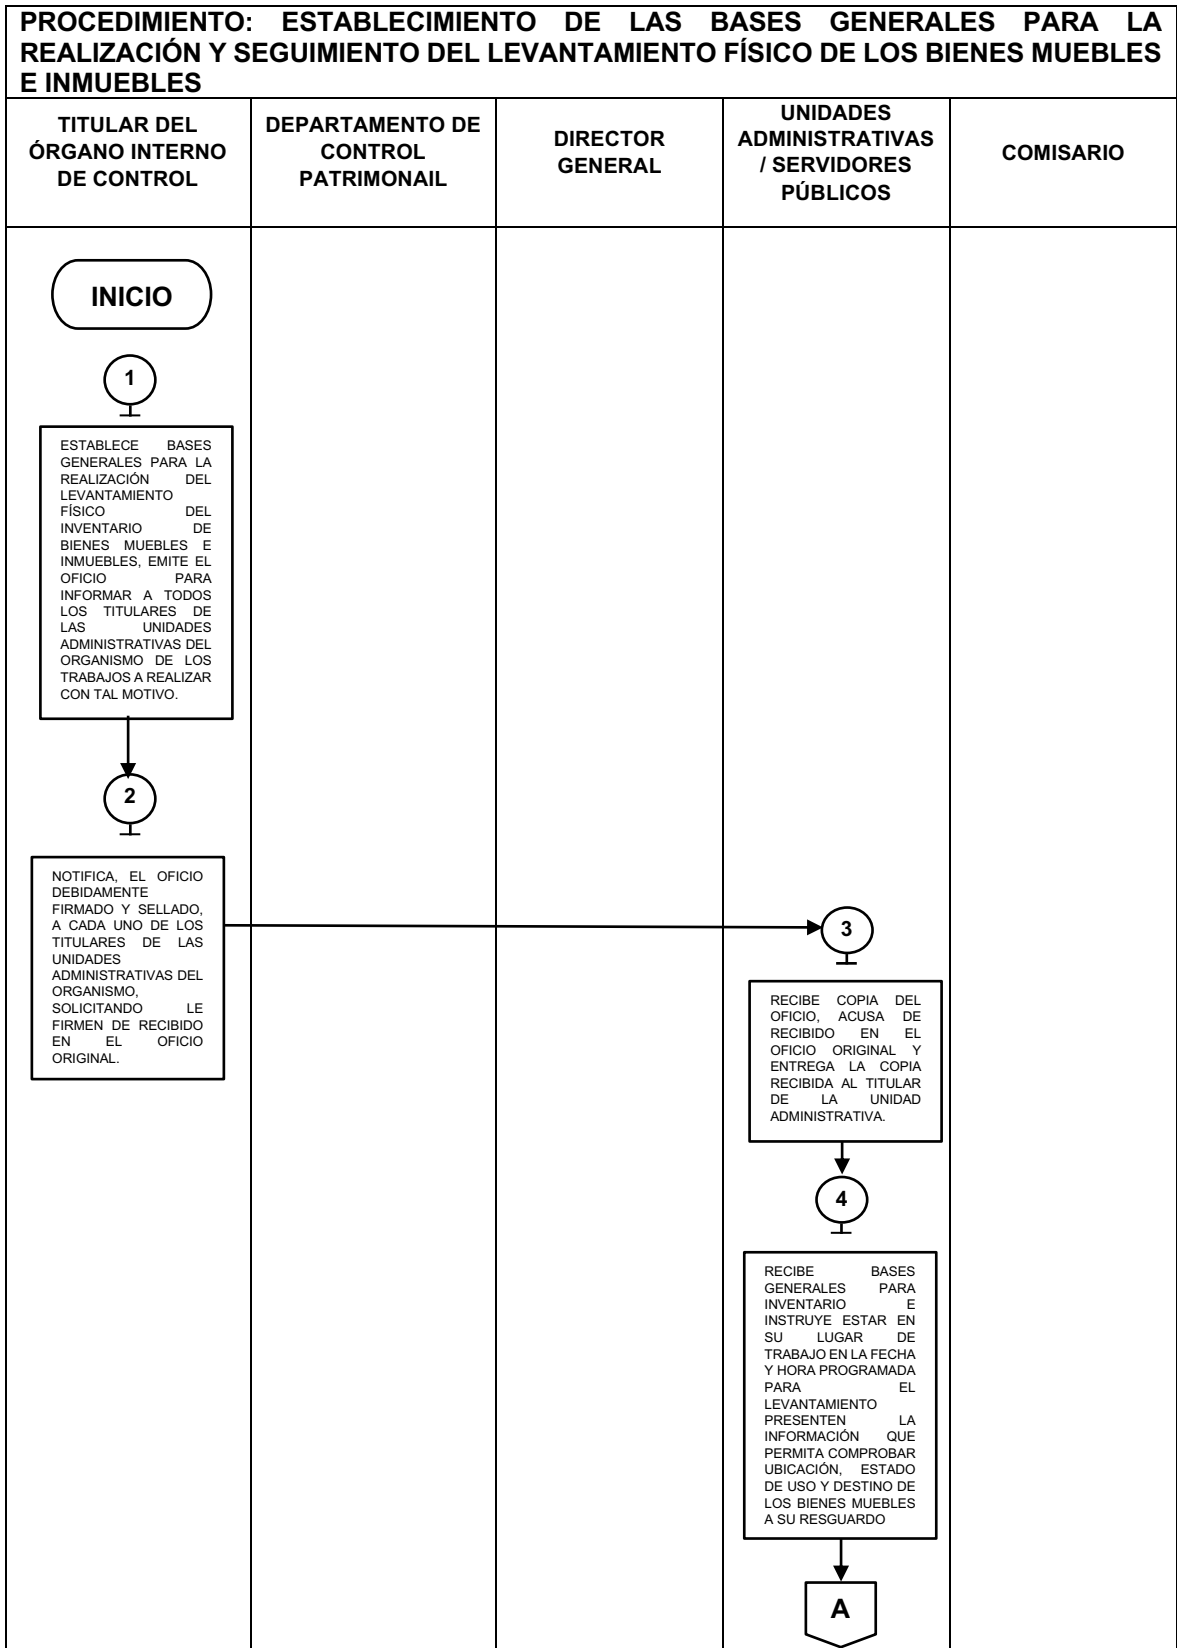 PROCEDIMIENTO: ESTABLECIMIENTO DE LAS BASES GENERALES PARA LA
REALIZACIÓN Y SEGUIMIENTO DEL LEVANTAMIENTO FÍSICO DE LOS BIENES MUEBLES
E INMUEBLES
TITULAR DEL
ÓRGANO INTERNO
DE CONTROL
DEPARTAMENTO DE
CONTROL
PATRIMONAIL
DIRECTOR
GENERAL
UNIDADES
ADMINISTRATIVAS
/ SERVIDORES
PÚBLICOS
COMISARIO
INICIO
1
ESTABLECE BASES
GENERALES PARA LA
REALIZACIÓN DEL
LEVANTAMIENTO
FÍSICO DEL
INVENTARIO DE
BIENES MUEBLES E
INMUEBLES, EMITE EL
OFICIO PARA
INFORMAR A TODOS
LOS TITULARES DE
LAS UNIDADES
ADMINISTRATIVAS DEL
ORGANISMO DE LOS
TRABAJOS A REALIZAR
CON TAL MOTIVO.
2
NOTIFICA, EL OFICIO
DEBIDAMENTE
FIRMADO Y SELLADO,
A CADA UNO DE LOS
TITULARES DE LAS
UNIDADES
ADMINISTRATIVAS DEL
ORGANISMO,
SOLICITANDO LE
FIRMEN DE RECIBIDO
EN EL OFICIO
ORIGINAL.
3
RECIBE COPIA DEL
OFICIO, ACUSA DE
RECIBIDO EN EL
OFICIO ORIGINAL Y
ENTREGA LA COPIA
RECIBIDA AL TITULAR
DE LA UNIDAD
ADMINISTRATIVA.
4
RECIBE BASES
GENERALES PARA
INVENTARIO E
INSTRUYE ESTAR EN
SU LUGAR DE
TRABAJO EN LA FECHA
Y HORA PROGRAMADA
PARA EL
LEVANTAMIENTO
PRESENTEN LA
INFORMACIÓN QUE
PERMITA COMPROBAR
UBICACIÓN, ESTADO
DE USO Y DESTINO DE
LOS BIENES MUEBLES
A SU RESGUARDO
A